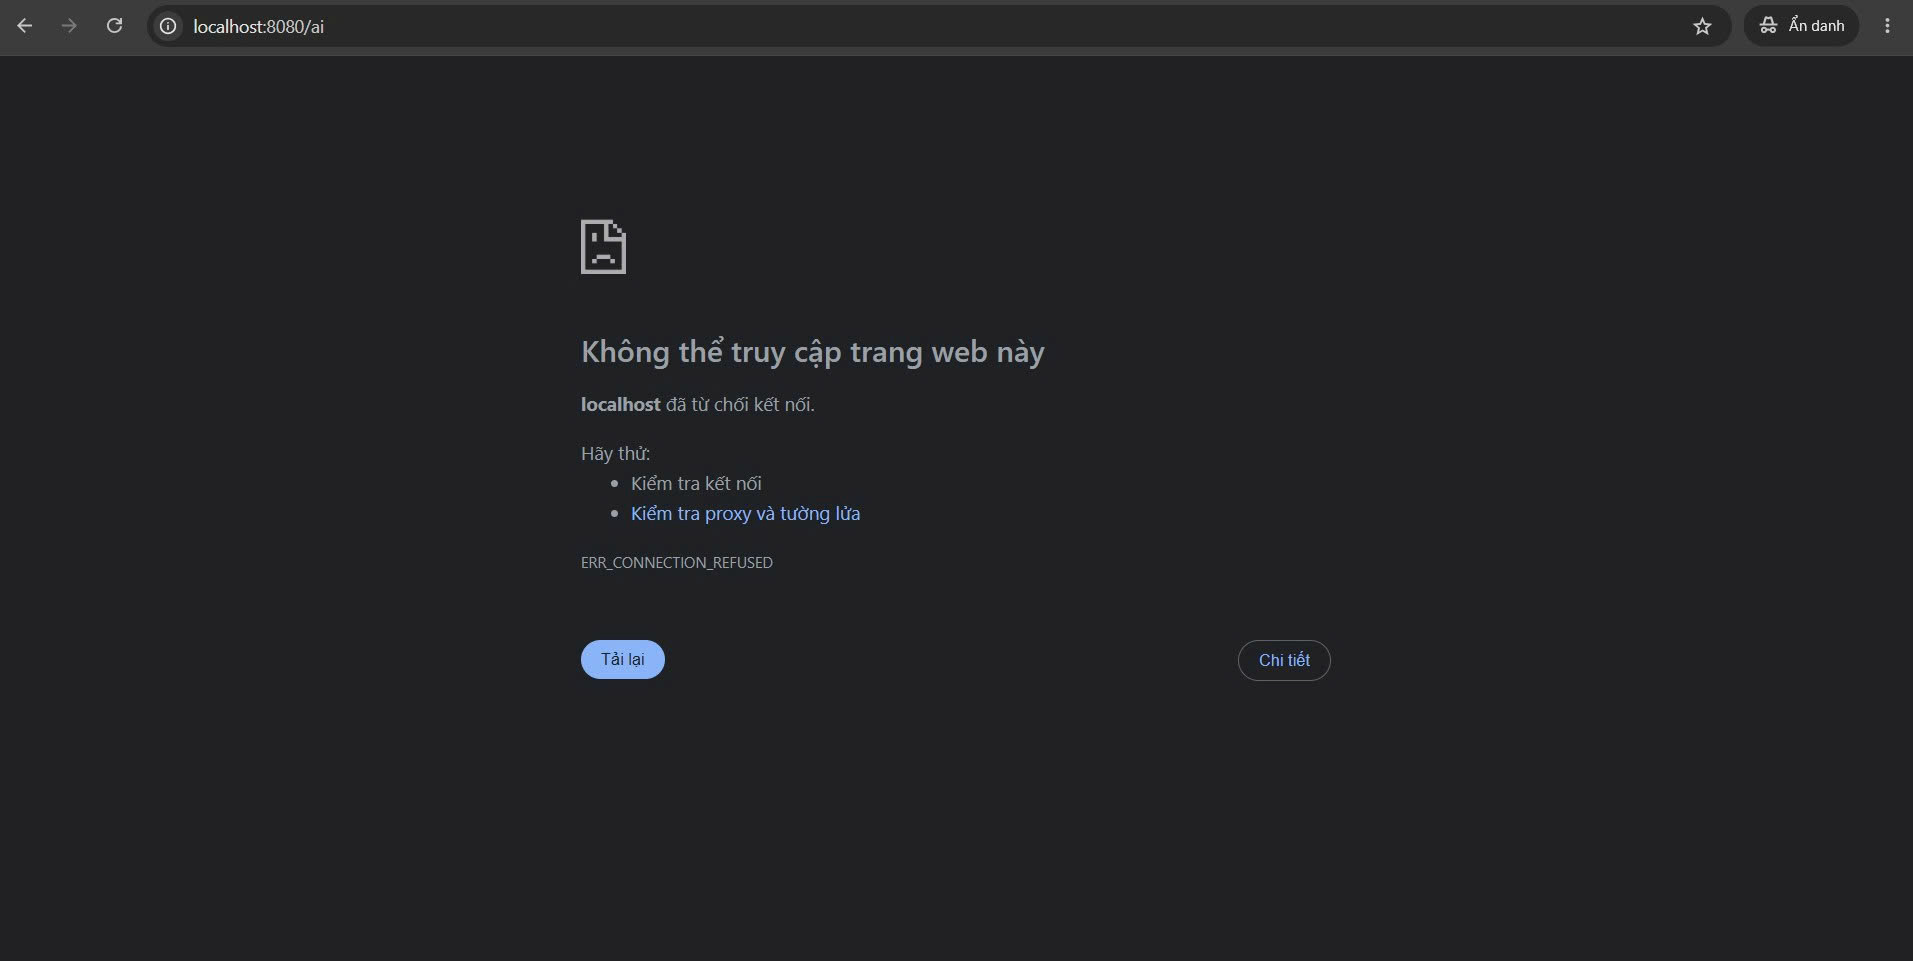 localhost:8080/ai
Ẩn danh
Không thể truy cập trang web này
localhost đã từ chối kết nối.
Hãy thử:
Kiểm tra kết nối
Kiểm tra proxy và tường lửa
ERR_CONNECTION_REFUSED
Tải lại
Chi tiết